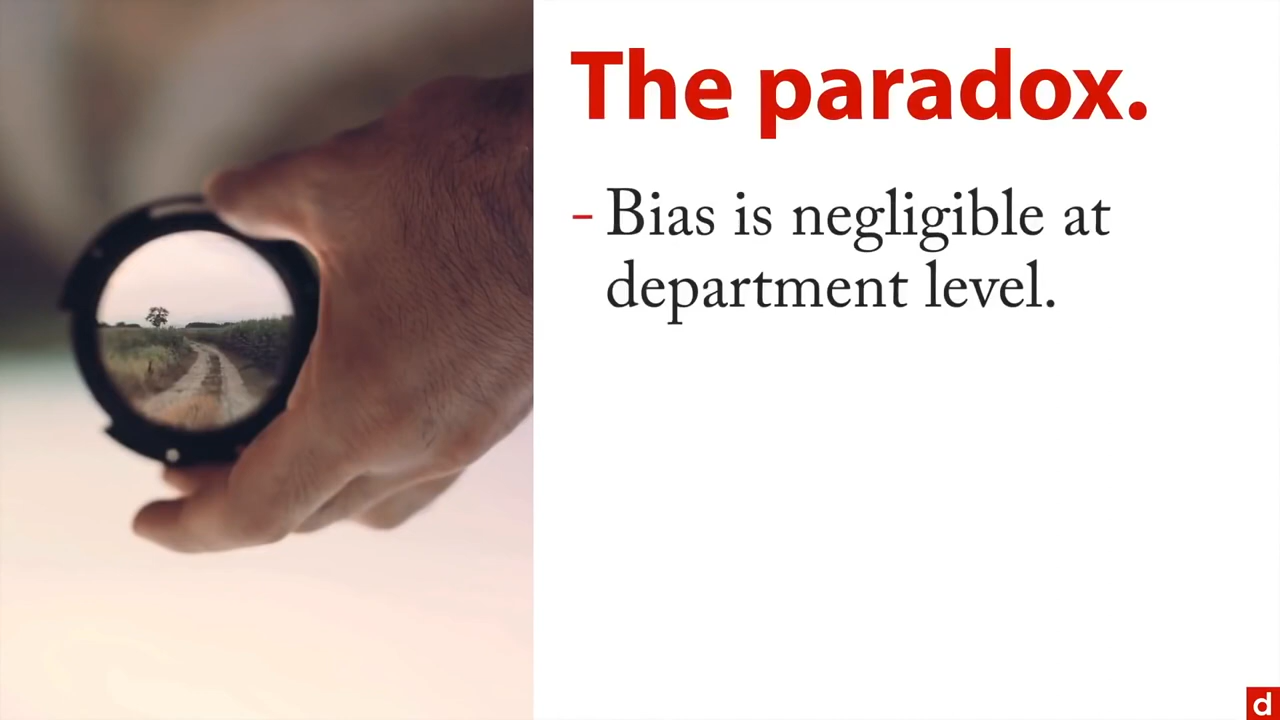 The paradox.
- Bias is negligible at
department level.
d